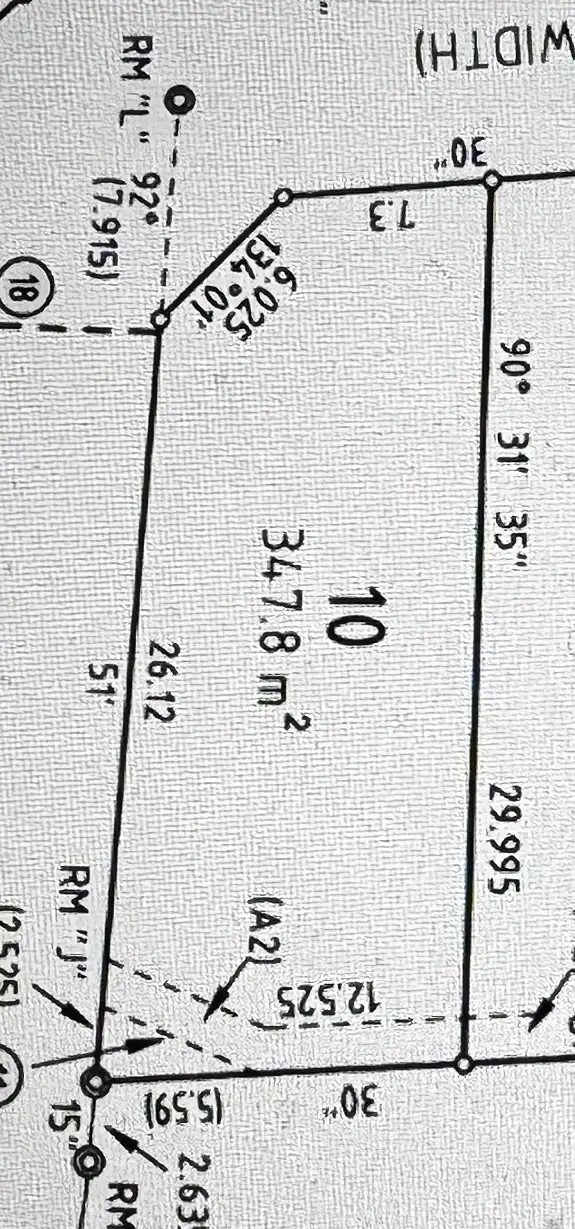 WIDTH)
"
RM "L"
92°
(7.915)
30"
7.3
6.025
134° 01'
18
90° 31' 35"
10
347.8 m²
26.12
51'
29.995
RM "J"
(2.525)
(A2)
12.525
(5.59)
30"
15"
RM